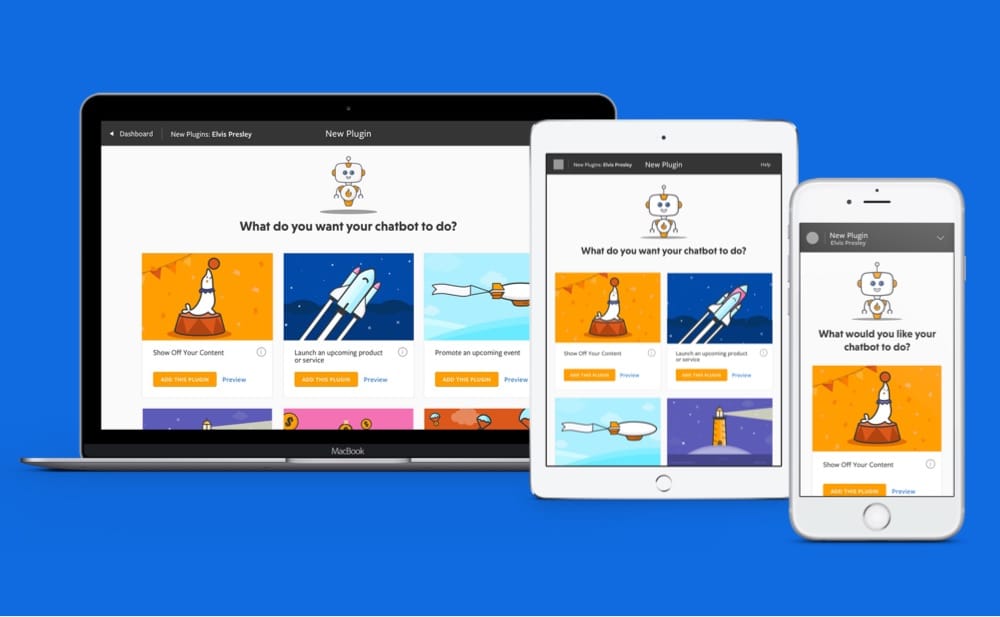 Dashboard
New Plugins: Elvis Presley
New Plugin
What do you want your chatbot to do?
Show Off Your Content
ADD THIS PLUGIN
Preview
Launch an upcoming product
or service
ADD THIS PLUGIN
Preview
Promote an upcoming event
ADD THIS PLUGIN
Preview
$
$
MacBook
New Plugins: Elvis Presley
New Plugin
Help
What do you want your chatbot to do?
Show Off Your Content
ADD THIS PLUGIN
Preview
Launch an upcoming product
or service
ADD THIS PLUGIN
Preview
New Plugin
Elvis Presley
What would you like your
chatbot to do?
Show Off Your Content
ADD THIS PLUGIN
Preview